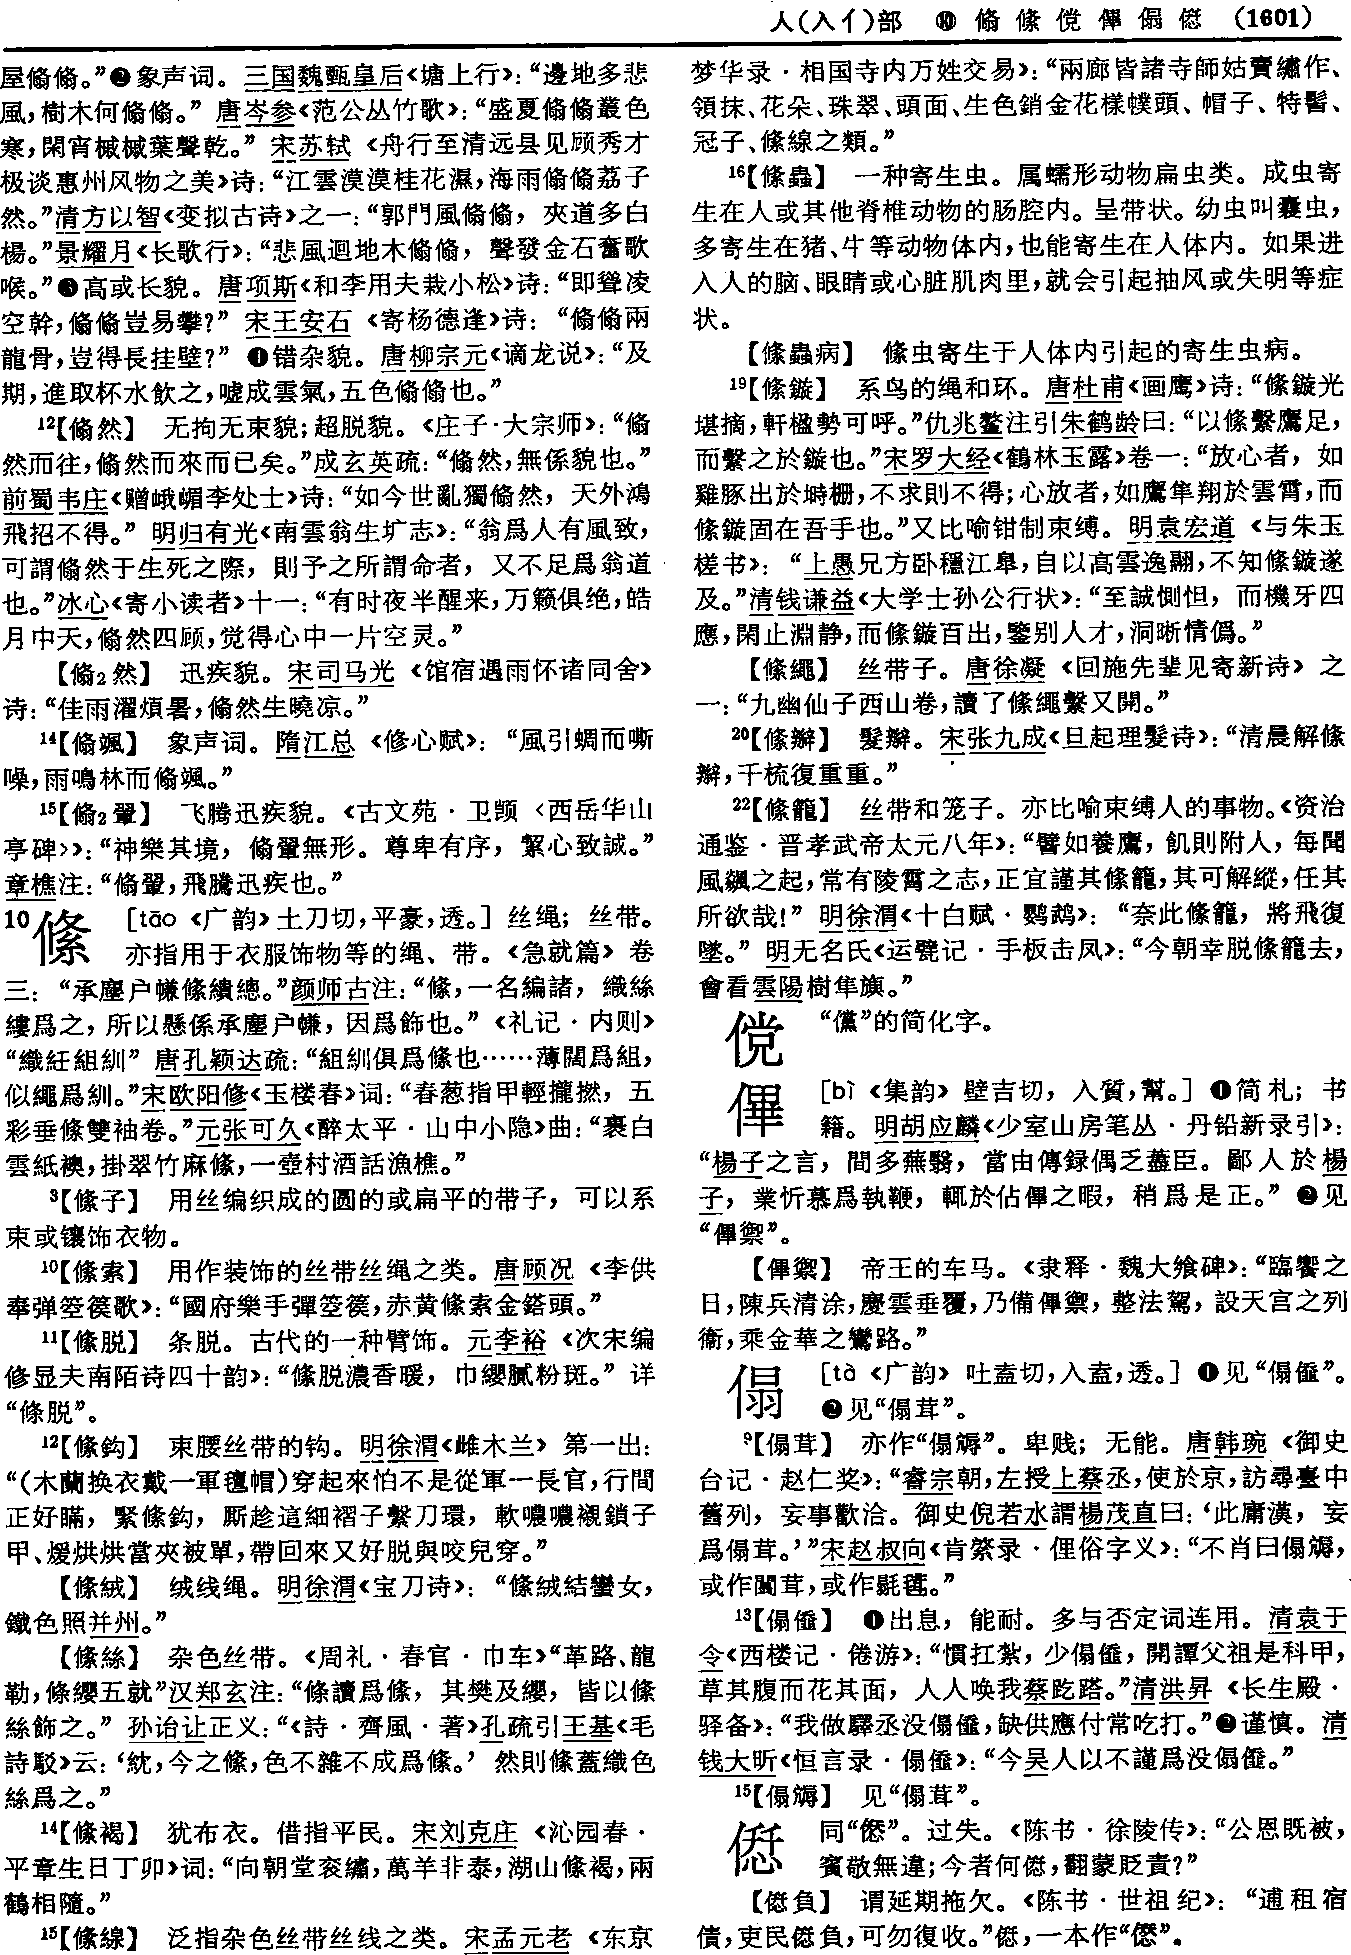 人(入亻)部 ❿ 翛 絛 傥 㓖 傝 㥶 (1601)
屋翛翛。”❷象声词。三国魏甄皇后《塘上行》：“邊地多悲
風，樹木何翛翛。” 唐岑参《范公丛竹歌》：“盛夏翛翛叢色
寒，閑宵槭槭葉聲乾。” 宋苏轼《舟行至清远县见顾秀才
极谈惠州风物之美》诗：“江雲漠漠桂花濕，海雨翛翛荔子
然。”清方以智《变拟古诗》之一：“郭門風翛翛，夾道多白
楊。”景耀月《长歌行》：“悲風迴地木翛翛，聲發金石奮歌
喉。”❸高或长貌。唐项斯《和李用夫栽小松》诗：“即聳凌
空幹，翛翛豈易攀？” 宋王安石《寄杨德逢》诗：“翛翛兩
龍骨，豈得長挂壁？” ❹错杂貌。唐柳宗元《谪龙说》：“及
期，進取杯水飲之，嘘成雲氣，五色翛翛也。”
12【翛然】 无拘无束貌；超脱貌。《庄子·大宗师》：“翛
然而往，翛然而來而已矣。”成玄英疏：“翛然，無係貌也。”
前蜀韦庄《赠峨嵋李处士》诗：“如今世亂獨翛然，天外鴻
飛招不得。” 明归有光《南雲翁生圹志》：“翁爲人有風致，
可謂翛然于生死之際，則予之所謂命者，又不足爲翁道
也。”冰心《寄小读者》十一：“有时夜半醒来，万籁俱绝，皓
月中天，翛然四顾，觉得心中一片空灵。”
【翛2然】 迅疾貌。宋司马光《馆宿遇雨怀诸同舍》
诗：“佳雨濯煩暑，翛然生曉凉。”
14【翛颯】 象声词。隋江总《修心赋》：“風引蜩而嘶
噪，雨鳴林而翛颯。”
15【翛2翬】 飞腾迅疾貌。《古文苑·卫觊〈西岳华山
亭碑〉》：“神樂其境，翛翬無形。尊卑有序，絜心致誠。”
章樵注：“翛翬，飛騰迅疾也。”
10絛 [tāo《广韵》土刀切，平豪，透。] 丝绳；丝带。
亦指用于衣服饰物等的绳、带。《急就篇》卷
三：“承塵户㡘絛繢總。”颜师古注：“絛，一名編諸，織絲
縷爲之，所以懸係承塵户㡘，因爲飾也。”《礼记·内则》
“織紝組紃” 唐孔颖达疏：“組紃俱爲絛也……薄闊爲組，
似繩爲紃。”宋欧阳修《玉楼春》词：“春葱指甲輕攏撚，五
彩垂絛雙袖卷。”元张可久《醉太平·山中小隐》曲：“裹白
雲紙襖，掛翠竹麻絛，一壺村酒話漁樵。”
3【絛子】 用丝编织成的圆的或扁平的带子，可以系
束或镶饰衣物。
10【絛索】 用作装饰的丝带丝绳之类。唐顾况《李供
奉弹箜篌歌》：“國府樂手彈箜篌，赤黄絛索金鎝頭。”
11【絛脱】 条脱。古代的一种臂饰。元李裕《次宋编
修显夫南陌诗四十韵》：“絛脱濃香暖，巾纓膩粉斑。” 详
“條脱”。
12【絛鈎】 束腰丝带的钩。明徐渭《雌木兰》第一出：
“（木蘭换衣戴一軍氊帽）穿起來怕不是從軍一長官，行間
正好瞞，緊絛鈎，厮趁這細褶子繫刀環，軟噥噥襯鎖子
甲、煖烘烘當夾被單，帶回來又好脱與咬兒穿。”
【絛絨】 绒线绳。明徐渭《宝刀诗》：“絛絨結蠻女，
鐵色照并州。”
【絛絲】 杂色丝带。《周礼·春官·巾车》“革路、龍
勒，條纓五就”汉郑玄注：“條讀爲絛，其樊及纓，皆以絛
絲飾之。” 孙诒让正义：“《詩·齊風·著》孔疏引王基《毛
詩駁》云：‘紞，今之絛，色不雜不成爲絛。’ 然則絛蓋織色
絲爲之。”
14【絛褐】 犹布衣。借指平民。宋刘克庄《沁园春·
平章生日丁卯》词：“向朝堂衮繡，萬羊非泰，湖山絛褐，兩
鶴相隨。”
15【絛線】 泛指杂色丝带丝线之类。宋孟元老《东京
梦华录·相国寺内万姓交易》：“兩廊皆諸寺師姑賣繡作、
領抹、花朵、珠翠、頭面、生色銷金花樣幞頭、帽子、特髻、
冠子、絛線之類。”
16【絛蟲】 一种寄生虫。属蠕形动物扁虫类。成虫寄
生在人或其他脊椎动物的肠腔内。呈带状。幼虫叫囊虫，
多寄生在猪、牛等动物体内，也能寄生在人体内。如果进
入人的脑、眼睛或心脏肌肉里，就会引起抽风或失明等症
状。
【絛蟲病】 絛虫寄生于人体内引起的寄生虫病。
19【絛鏇】 系鸟的绳和环。唐杜甫《画鹰》诗：“絛鏇光
堪摘，軒楹勢可呼。”仇兆鳌注引朱鹤龄曰：“以絛繫鷹足，
而繫之於鏇也。”宋罗大经《鹤林玉露》卷一：“放心者，如
雞豚出於塒栅，不求則不得；心放者，如鷹隼翔於雲霄，而
絛鏇固在吾手也。”又比喻钳制束缚。明袁宏道《与朱玉
槎书》：“上愚兄方卧穩江臯，自以高雲逸翮，不知絛鏇遂
及。”清钱谦益《大学士孙公行状》：“至誠惻怛，而機牙四
應，閑止淵静，而絛鏇百出，鑒别人才，洞晰情僞。”
【絛繩】 丝带子。唐徐凝《回施先辈见寄新诗》之
一：“九幽仙子西山卷，讀了絛繩繫又開。”
20【絛辮】 髮辮。宋张九成《旦起理髮诗》：“清晨解絛
辮，千梳復重重。”
22【絛籠】 丝带和笼子。亦比喻束缚人的事物。《资治
通鉴·晋孝武帝太元八年》：“譬如養鷹，飢則附人，每聞
風飆之起，常有陵霄之志，正宜謹其絛籠，其可解縱，任其
所欲哉！” 明徐渭《十白赋·鹦鹉》：“奈此絛籠，將飛復
墜。” 明无名氏《运甓记·手板击凤》：“今朝幸脱絛籠去，
會看雲陽樹隼旟。”
傥 “儻”的简化字。
[bì《集韵》壁吉切，入質，幫。] ❶简札；书
籍。明胡应麟《少室山房笔丛·丹铅新录引》：
“楊子之言，間多蕪翳，當由傳録偶乏藎臣。鄙人於楊
子，業忻慕爲執鞭，輒於佔㓖之暇，稍爲是正。” ❷见
“㓖禦”。
【㓖禦】 帝王的车马。《隶释·魏大飨碑》：“臨饗之
日，陳兵清涂，慶雲垂覆，乃備㓖禦，整法駕，設天宫之列
衛，乘金華之鸞路。”
傝 [tà《广韵》吐盍切，入盍，透。] ❶见“傝㒎”。
❷见“傝茸”。
9【傝茸】 亦作“傝㒔”。卑贱；无能。唐韩琬《御史
台记·赵仁奖》：“睿宗朝，左授上蔡丞，使於京，訪尋臺中
舊列，妄事歡洽。御史倪若水謂楊茂直曰：‘此庸漢，妄
爲傝茸。’”宋赵叔向《肯綮录·俚俗字义》：“不肖曰傝㒔，
或作闒茸，或作毾㲪。”
13【傝㒎】 ❶出息，能耐。多与否定词连用。清袁于
令《西楼记·倦游》：“慣扛紮，少傝㒎，開譚父祖是科甲，
草其腹而花其面，人人唤我蔡趷䠛。”清洪昇《长生殿·
驿备》：“我做驛丞没傝㒎，缺供應付常吃打。”❷谨慎。清
钱大昕《恒言录·傝㒎》：“今吴人以不謹爲没傝㒎。”
15【傝㒔】 见“傝茸”。
同“愆”。过失。《陈书·徐陵传》：“公恩既被，
賓敬無違；今者何㥶，翻蒙貶責？”
【㥶負】 谓延期拖欠。《陈书·世祖纪》：“逋租宿
債，吏民㥶負，可勿復收。”㥶，一本作“愆”。